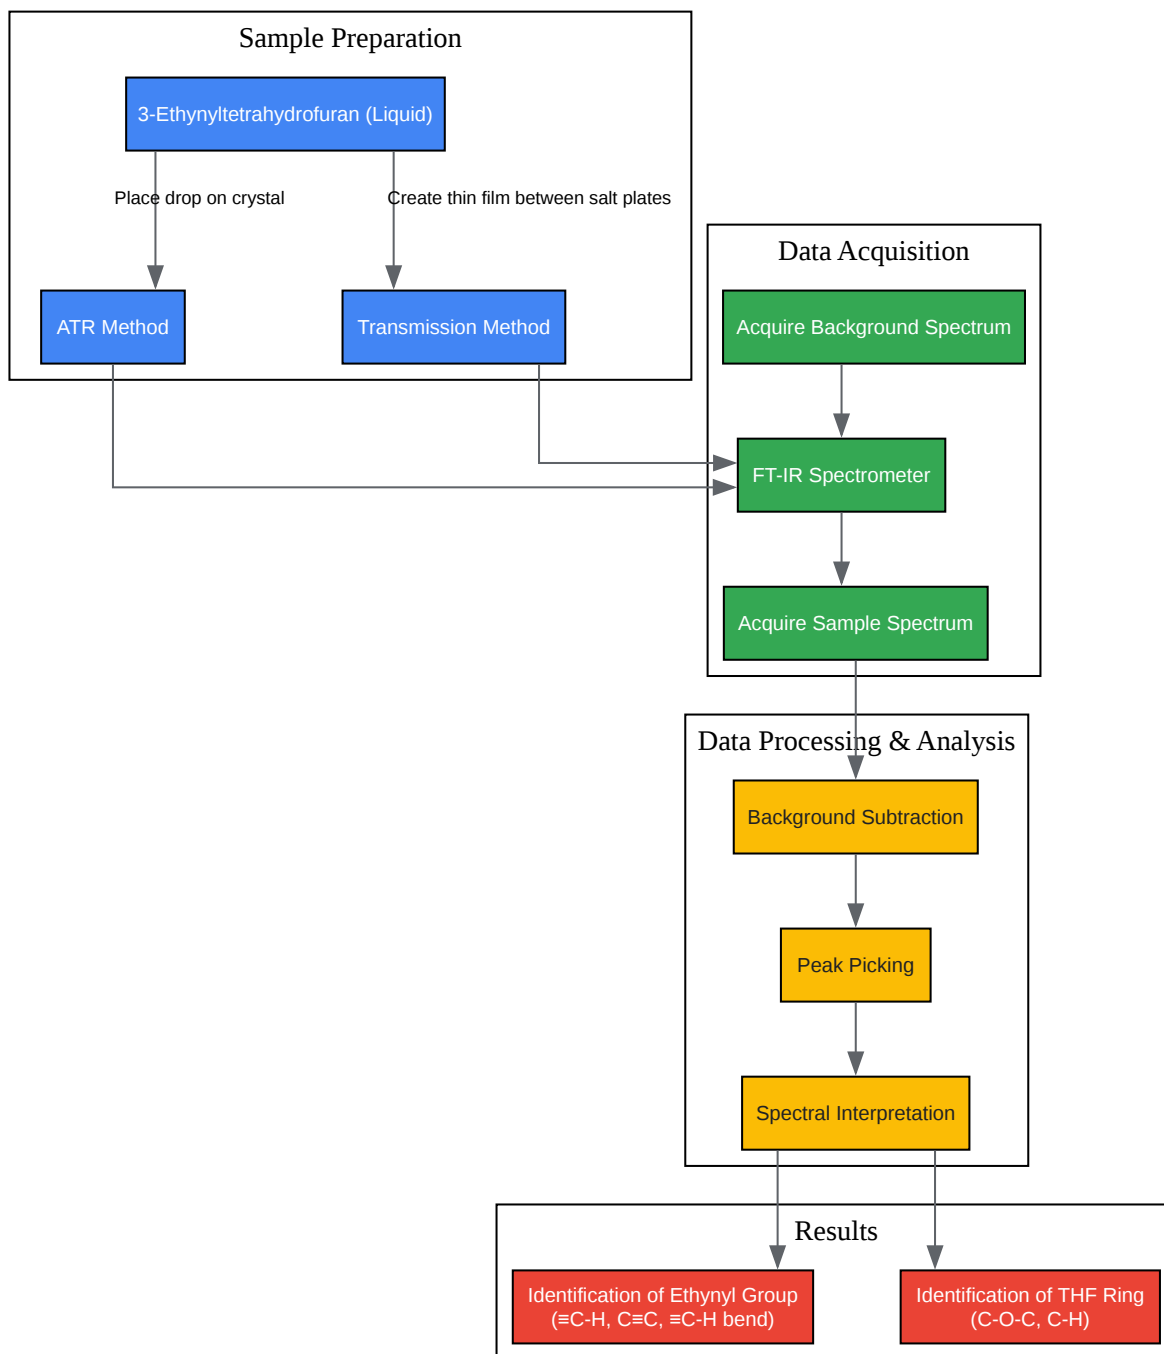 Sample Preparation
3-Ethynyltetrahydrofuran (Liquid)
Place drop on crystal
Create thin film between salt plates
ATR Method
Transmission Method
Data Acquisition
Acquire Background Spectrum
FT-IR Spectrometer
Acquire Sample Spectrum
Data Processing & Analysis
Background Subtraction
Peak Picking
Spectral Interpretation
Results
Identification of Ethynyl Group
(≡C-H, C≡C, ≡C-H bend)
Identification of THF Ring
(C-O-C, C-H)